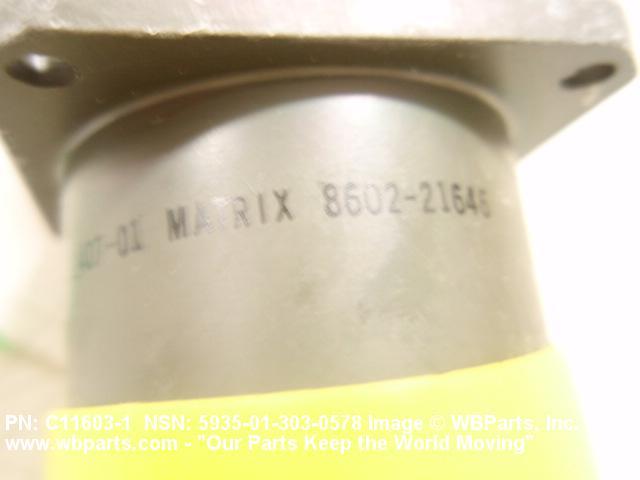 MATRIX 8602-21646
PN: C11603-1 NSN: 5935-01-303-0578 Image © WBParts, Inc.
www.wbparts.com - "Our Parts Keep the World Moving"